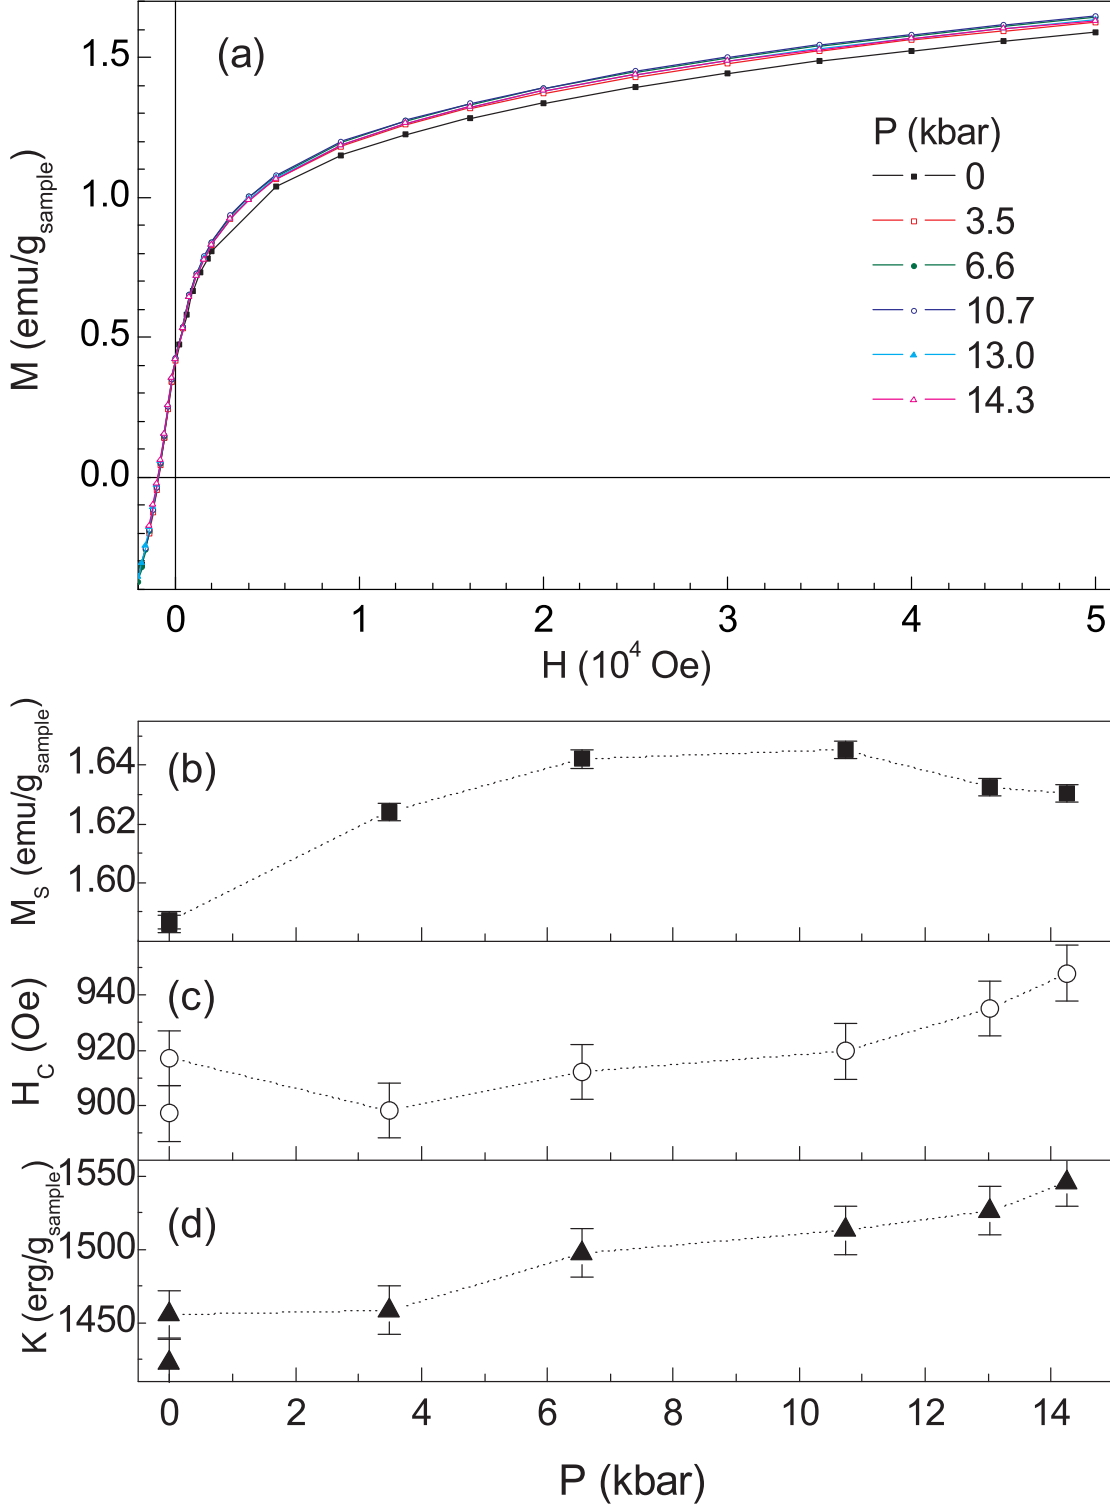 (a)
1.5
1.0
0.5
0.0
M (emu/g_sample)
P (kbar)
0
3.5
6.6
10.7
13.0
14.3
0 1 2 3 4 5
H (10^4 Oe)
(b)
1.64
1.62
1.60
M_S (emu/g_sample)
(c)
940
920
900
H_C (Oe)
(d)
1550
1500
1450
K (erg/g_sample)
0 2 4 6 8 10 12 14
P (kbar)